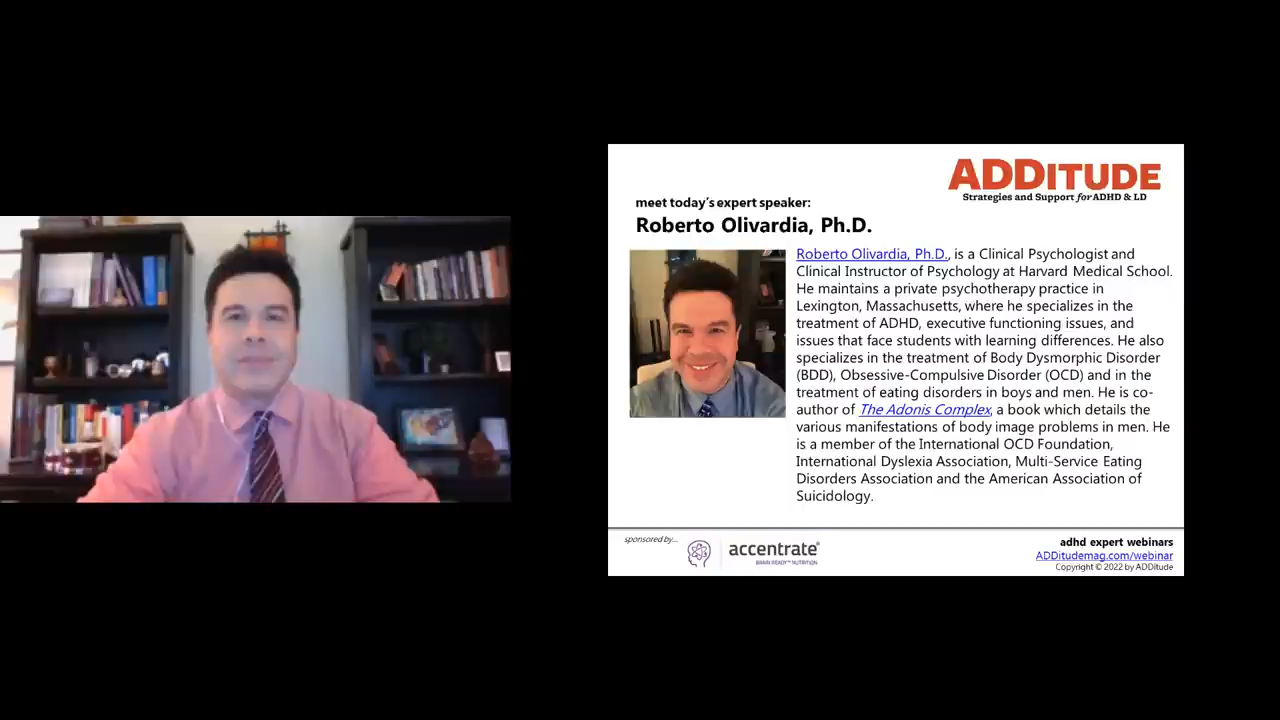 ADDITUDE
Strategies and Support for ADHD & LD
meet today's expert speaker:
Roberto Olivardia, Ph.D.
Roberto Olivardia, Ph.D., is a Clinical Psychologist and
Clinical Instructor of Psychology at Harvard Medical School.
He maintains a private psychotherapy practice in
Lexington, Massachusetts, where he specializes in the
treatment of ADHD, executive functioning issues, and
issues that face students with learning differences. He also
specializes in the treatment of Body Dysmorphic Disorder
(BDD), Obsessive-Compulsive Disorder (OCD) and in the
treatment of eating disorders in boys and men. He is co-
author of The Adonis Complex, a book which details the
various manifestations of body image problems in men. He
is a member of the International OCD Foundation,
International Dyslexia Association, Multi-Service Eating
Disorders Association and the American Association of
Suicidology.
sponsored by...
accentrate®
BRAIN READY™ NUTRITION
adhd expert webinars
ADDitudemag.com/webinar
Copyright © 2022 by ADDitude